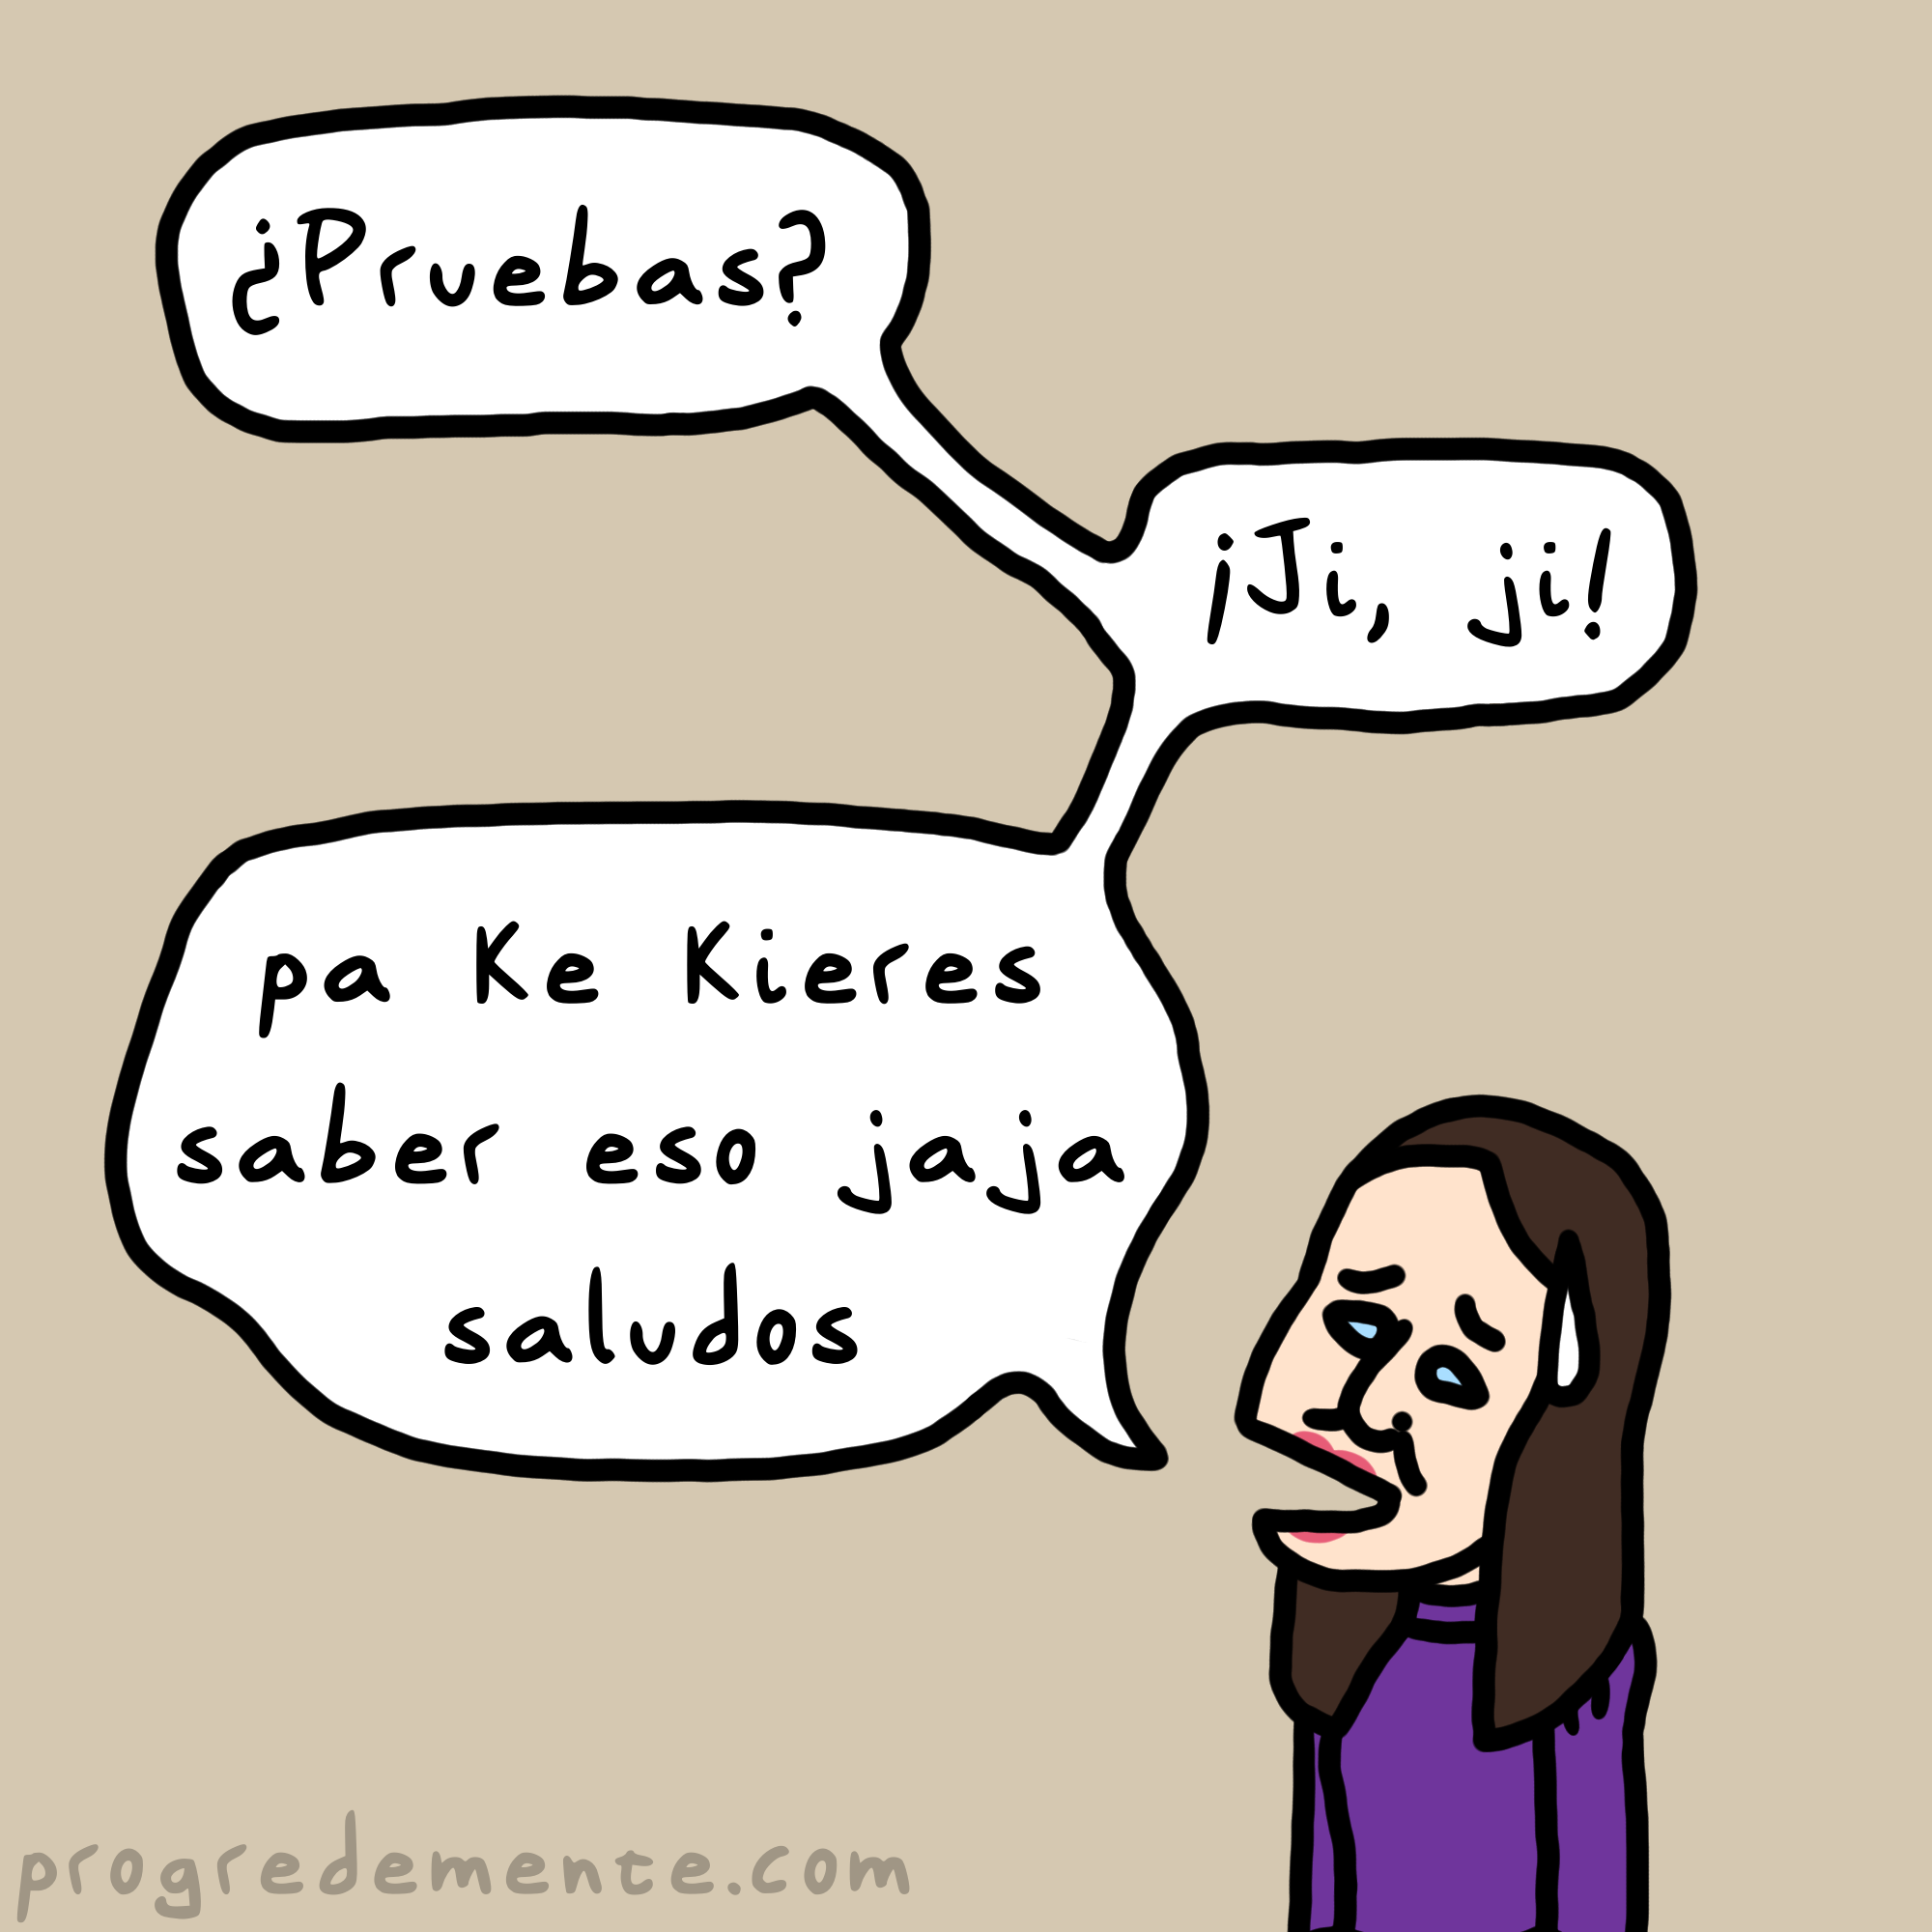 ¿Pruebas?
¡Ji, ji!
pa Ke Kieres
saber eso jaja
saludos
progredemente.com